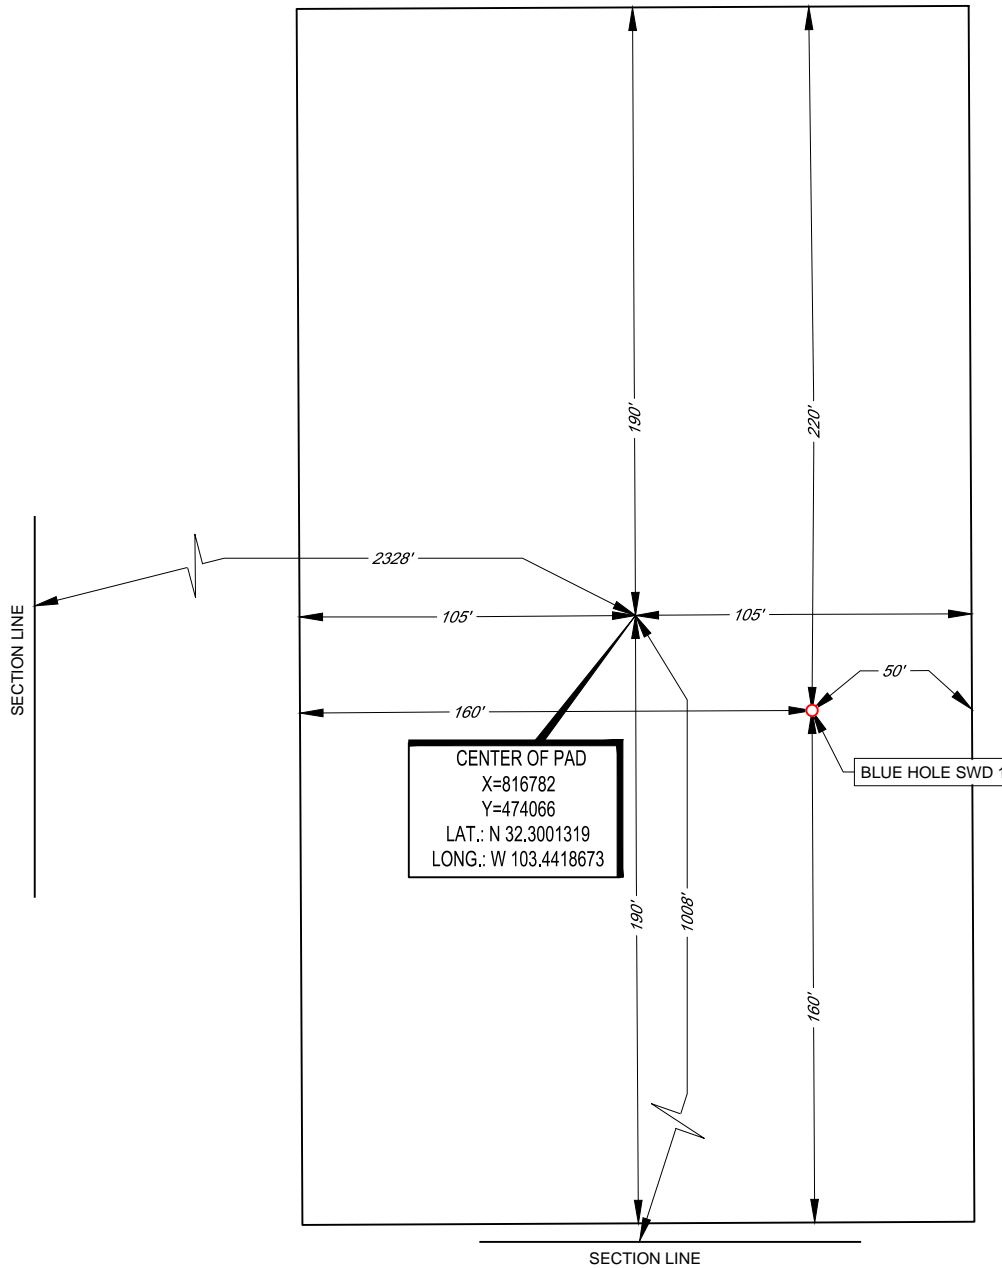 190'
220'
2328'
105'
105'
50'
160'
SECTION LINE
CENTER OF PAD
X=816782
Y=474066
LAT.: N 32.3001319
LONG.: W 103.4418673
BLUE HOLE SWD 1
190'
1008'
160'
SECTION LINE